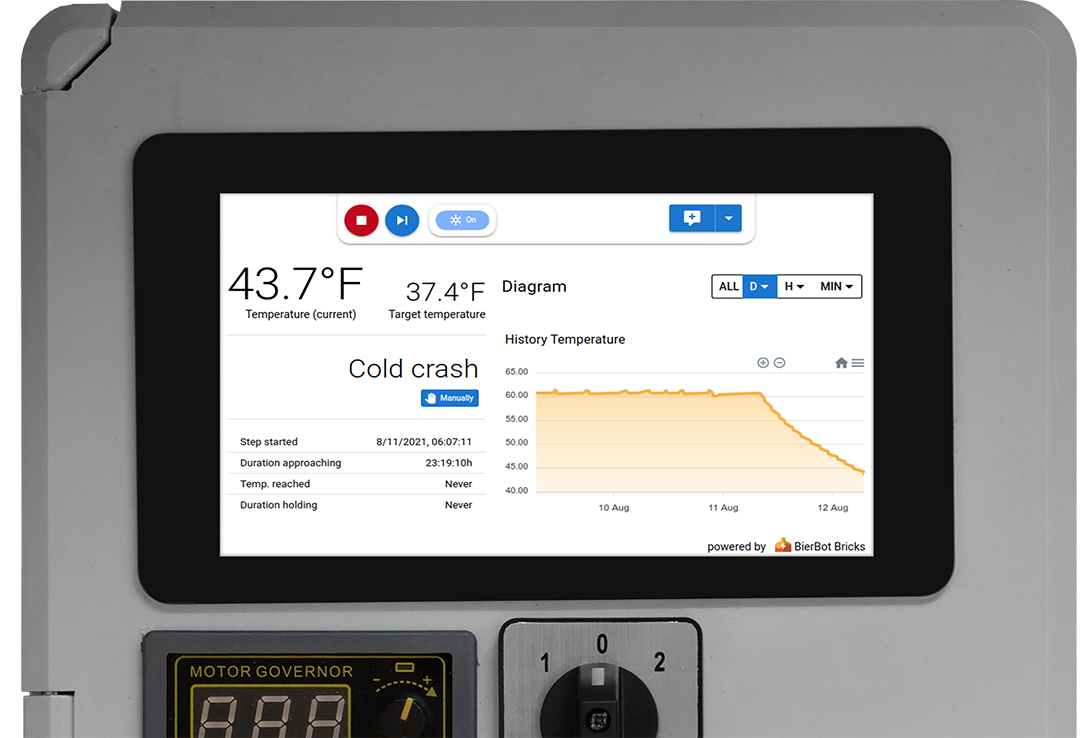 On
43.7°F
37.4°F
Temperature (current)
Target temperature
Cold crash
Manually
Step started 8/11/2021, 06:07:11
Duration approaching 23:19:10h
Temp. reached Never
Duration holding Never
Diagram
ALL D H MIN
History Temperature
65.00
60.00
55.00
50.00
45.00
40.00
10 Aug 11 Aug 12 Aug
powered by BierBot Bricks
MOTOR GOVERNOR
- +
888
1 0 2